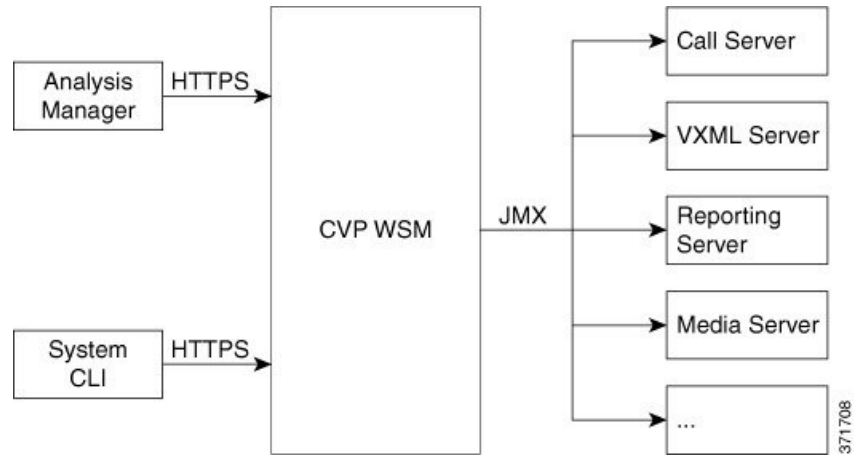 Analysis
Manager
HTTPS
System
CLI
HTTPS
CVP WSM
JMX
Call Server
VXML Server
Reporting
Server
Media Server
...
371708